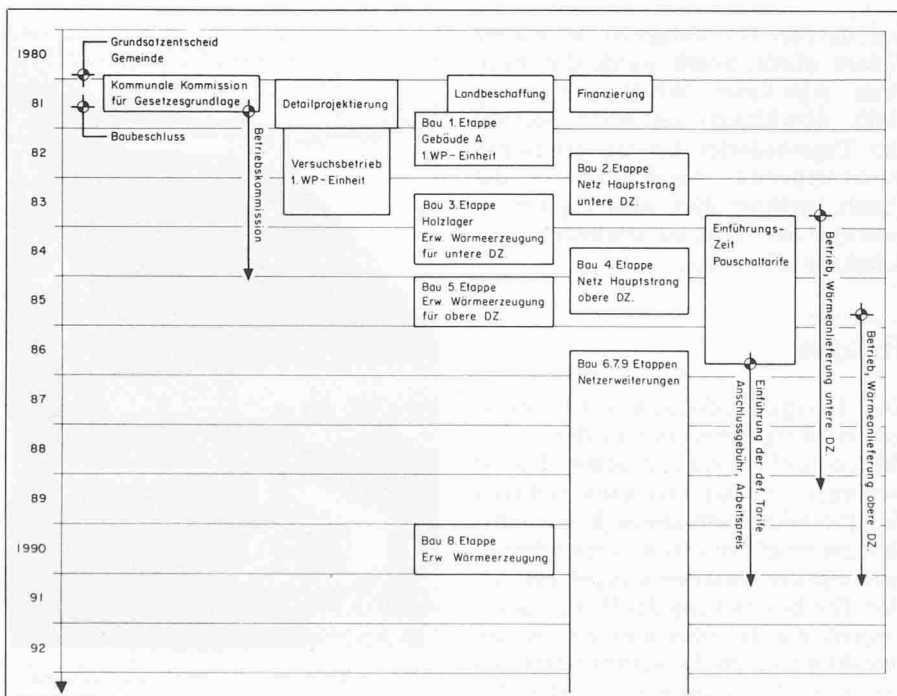 1980
81
82
83
84
85
86
87
88
89
1990
91
92
Grundsatzentscheid
Gemeinde
Kommunale Kommission
für Gesetzesgrundlage
Baubeschluss
Betriebskommission
Detailprojektierung
Versuchsbetrieb
1.WP-Einheit
Landbeschaffung
Bau 1.Etappe
Gebäude A
1.WP-Einheit
Bau 3.Etappe
Holzlager
Erw. Wärmeerzeugung
für untere DZ.
Bau 5.Etappe
Erw. Wärmeerzeugung
für obere DZ.
Bau 8.Etappe
Erw. Wärmeerzeugung
Finanzierung
Bau 2.Etappe
Netz Hauptstrang
untere DZ.
Bau 4.Etappe
Netz Hauptstrang
obere DZ.
Bau 6.7.9 Etappen
Netzerweiterungen
Einführungs-
Zeit
Pauschaltarife
Einführung der def. Tarife
Anschlussgebühr, Arbeitspreis
Betrieb, Wärmeanlieferung untere DZ.
Betrieb, Wärmeanlieferung obere DZ.